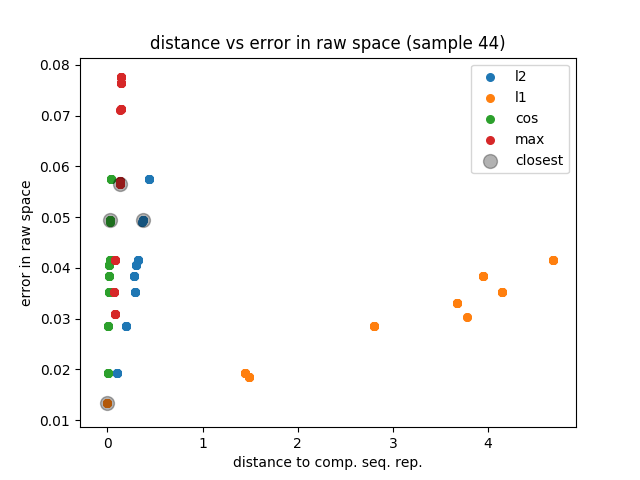 distance vs error in raw space (sample 44)
error in raw space
0.08
0.07
0.06
0.05
0.04
0.03
0.02
0.01
l2
l1
cos
max
closest
0 1 2 3 4
distance to comp. seq. rep.